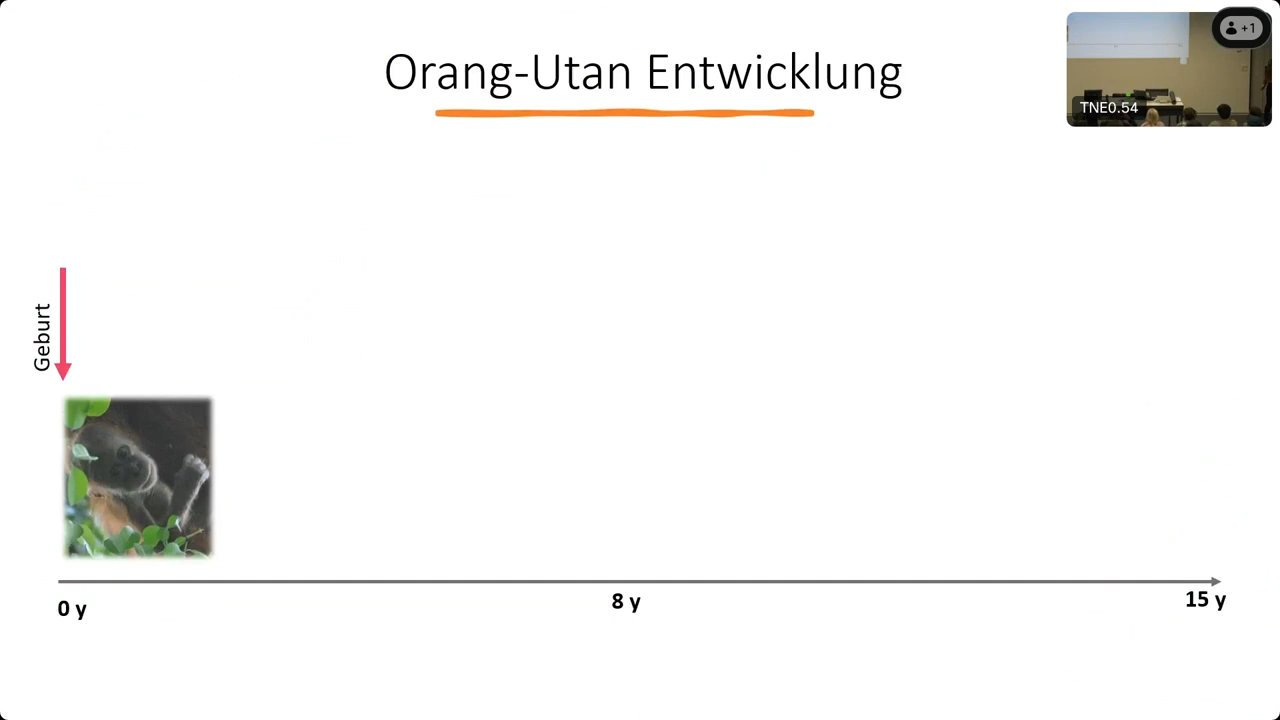 Orang-Utan Entwicklung
+1
TNE0.54
Geburt
0 y
8 y
15 y